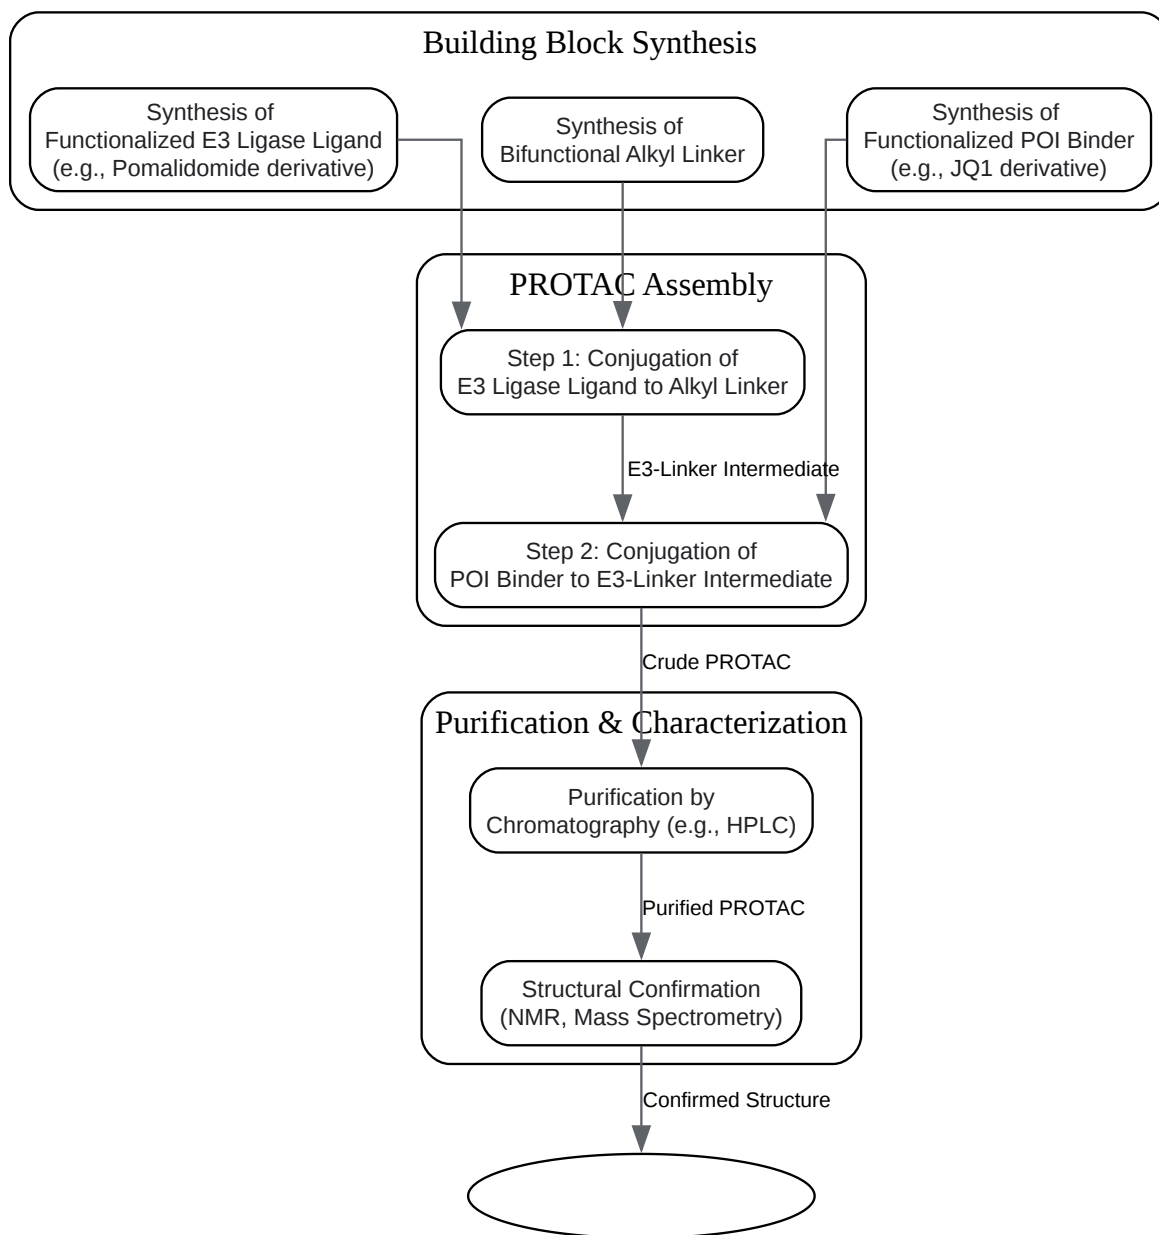 Building Block Synthesis
Synthesis of
Functionalized E3 Ligase Ligand
(e.g., Pomalidomide derivative)
Synthesis of
Bifunctional Alkyl Linker
Synthesis of
Functionalized POI Binder
(e.g., JQ1 derivative)
PROTAC Assembly
Step 1: Conjugation of
E3 Ligase Ligand to Alkyl Linker
E3-Linker Intermediate
Step 2: Conjugation of
POI Binder to E3-Linker Intermediate
Crude PROTAC
Purification & Characterization
Purification by
Chromatography (e.g., HPLC)
Purified PROTAC
Structural Confirmation
(NMR, Mass Spectrometry)
Confirmed Structure